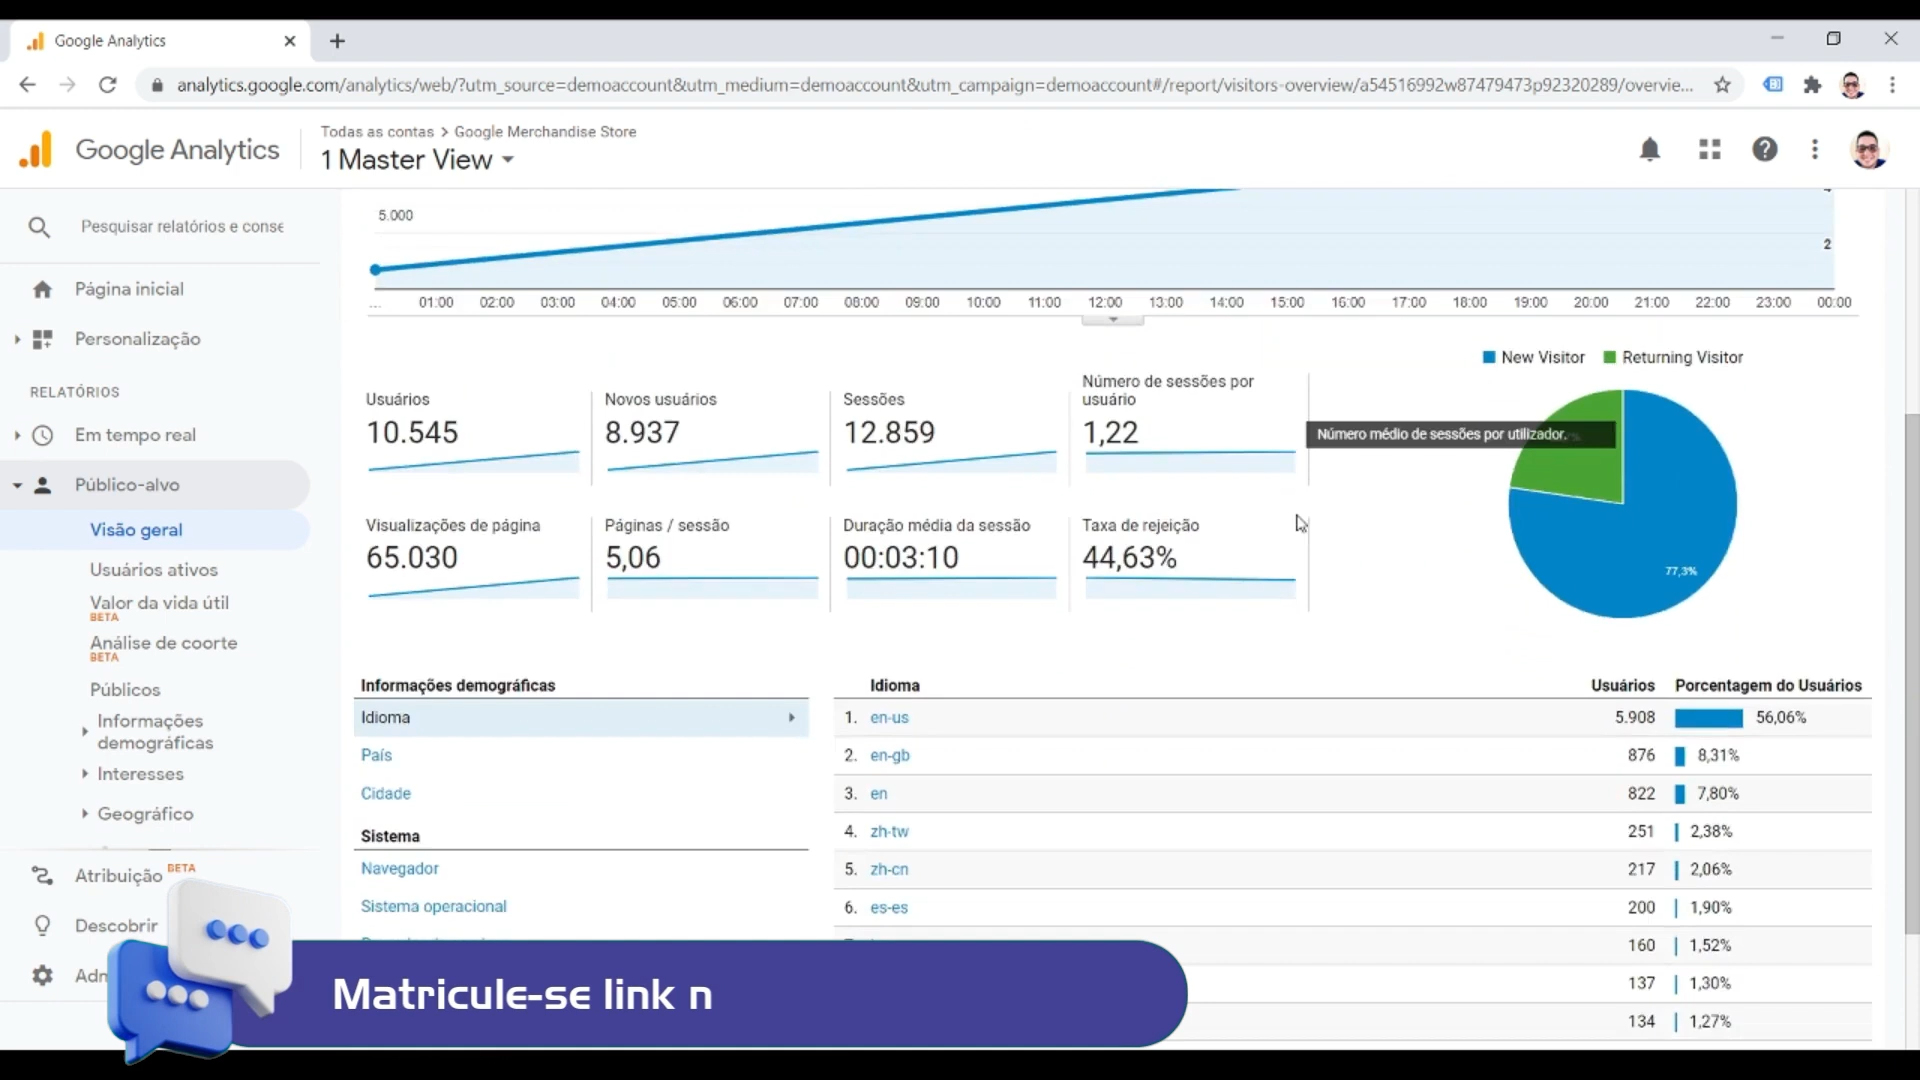 Google Analytics
analytics.google.com/analytics/web/?utm_source=demoaccount&utm_medium=demoaccount&utm_campaign=demoaccount#/report/visitors-overview/a54516992w87479473p92320289/overvie...
Google Analytics
Todas as contas > Google Merchandise Store
1 Master View
Pesquisar relatórios e conse
Página inicial
Personalização
RELATÓRIOS
Em tempo real
Público-alvo
Visão geral
Usuários ativos
Valor da vida útil
BETA
Análise de coorte
BETA
Públicos
Informações
demográficas
Interesses
Geográfico
Atribuição BETA
Descobrir
Adn
5.000
2
... 01:00 02:00 03:00 04:00 05:00 06:00 07:00 08:00 09:00 10:00 11:00 12:00 13:00 14:00 15:00 16:00 17:00 18:00 19:00 20:00 21:00 22:00 23:00 00:00
New Visitor Returning Visitor
Usuários
10.545
Novos usuários
8.937
Sessões
12.859
Número de sessões por
usuário
1,22
Número médio de sessões por utilizador.
77,3%
Visualizações de página
65.030
Páginas / sessão
5,06
Duração média da sessão
00:03:10
Taxa de rejeição
44,63%
Informações demográficas
Idioma
País
Cidade
Sistema
Navegador
Sistema operacional
Idioma Usuários Porcentagem do Usuários
1. en-us 5.908 56,06%
2. en-gb 876 8,31%
3. en 822 7,80%
4. zh-tw 251 2,38%
5. zh-cn 217 2,06%
6. es-es 200 1,90%
160 1,52%
137 1,30%
134 1,27%
Matricule-se link n